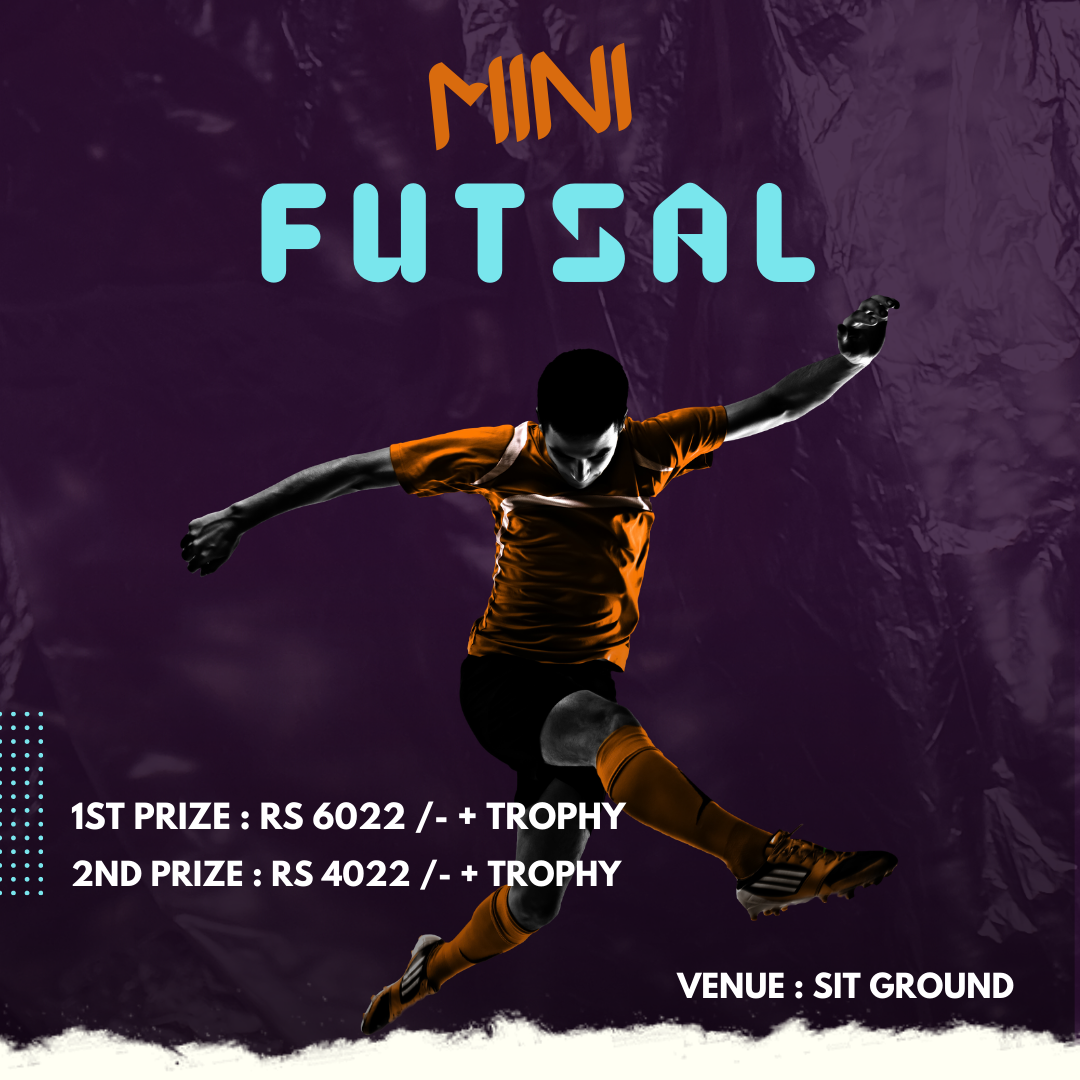 MINI
FUTSAL
1ST PRIZE : RS 6022 /- + TROPHY
2ND PRIZE : RS 4022 /- + TROPHY
VENUE : SIT GROUND